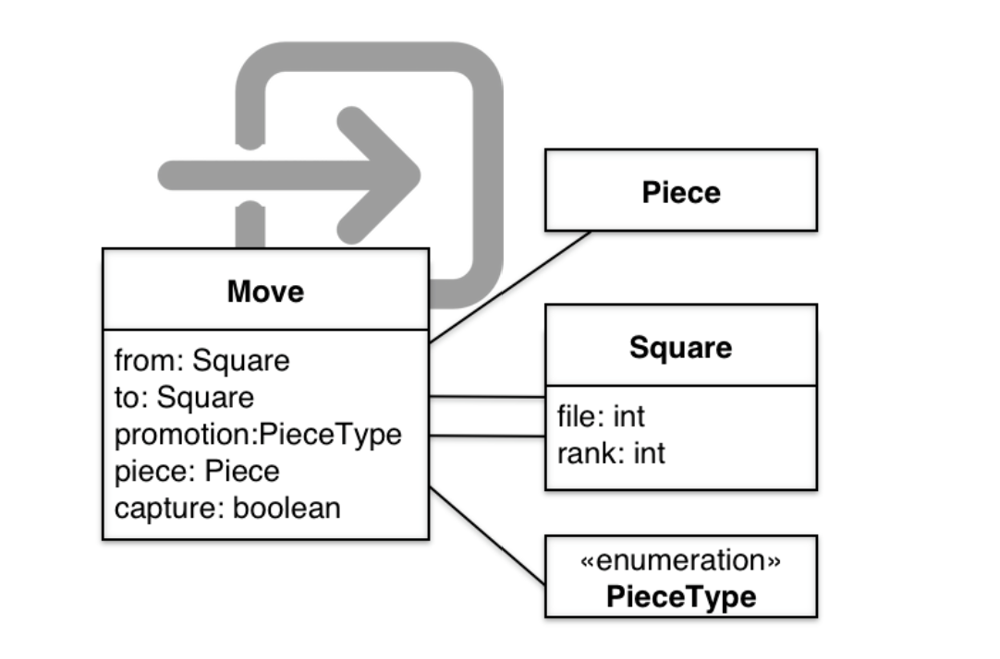 Move
from: Square
to: Square
promotion:PieceType
piece: Piece
capture: boolean
Piece
Square
file: int
rank: int
«enumeration»
PieceType